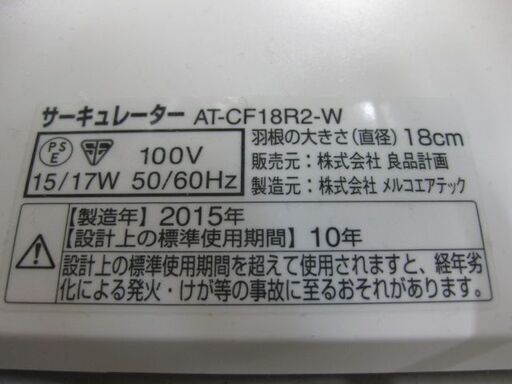 サーキュレーター AT-CF18R2-W
PSE 100V
15/17W 50/60Hz
羽根の大きさ(直径)18cm
販売元:株式会社 良品計画
製造元:株式会社 メルコエアテック
【製造年】2015年
【設計上の標準使用期間】10年
設計上の標準使用期間を超えて使用されますと、経年劣
化による発火・けが等の事故に至るおそれがあります。